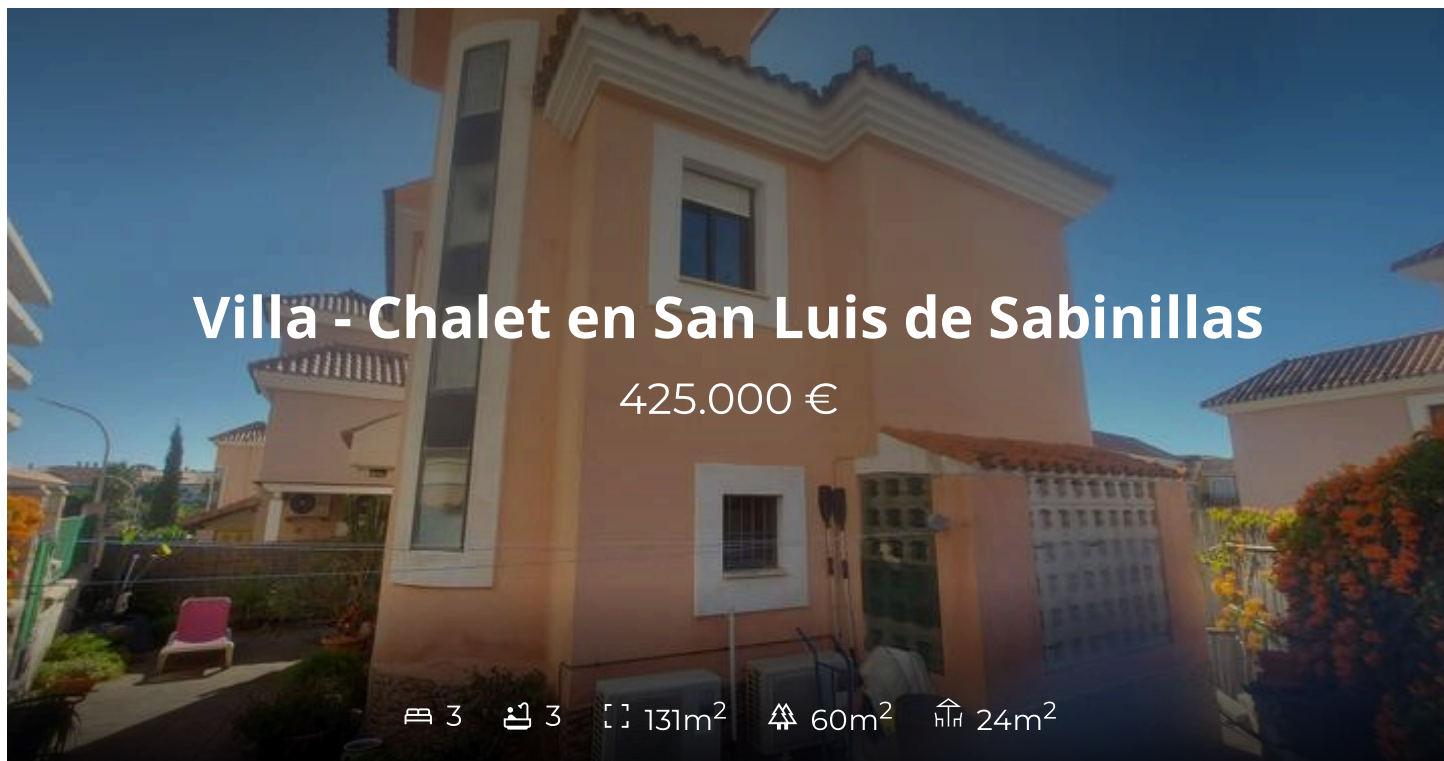 Villa - Chalet en San Luis de Sabinillas
425.000 €
3 3 131m² 60m² 24m²